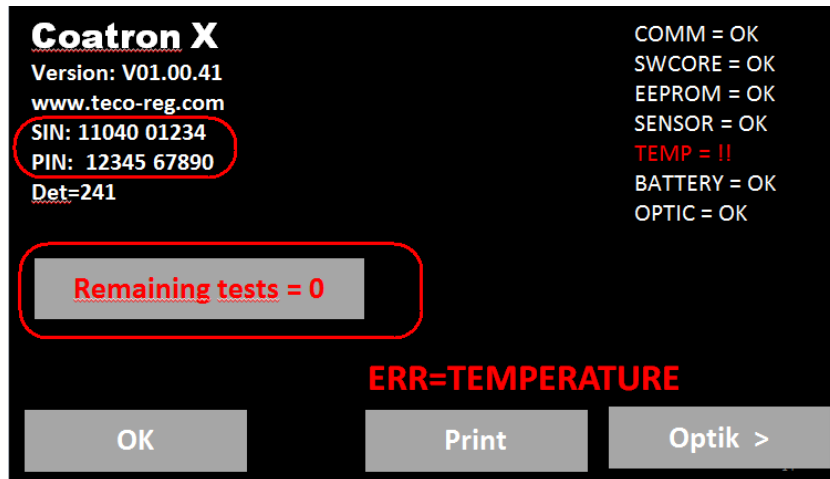 Coatron X
Version: V01.00.41
www.teco-reg.com
SIN: 11040 01234
PIN: 12345 67890
Det=241
COMM = OK
SWCORE = OK
EEPROM = OK
SENSOR = OK
TEMP = !!
BATTERY = OK
OPTIC = OK
Remaining tests = 0
ERR=TEMPERATURE
OK
Print
Optik >